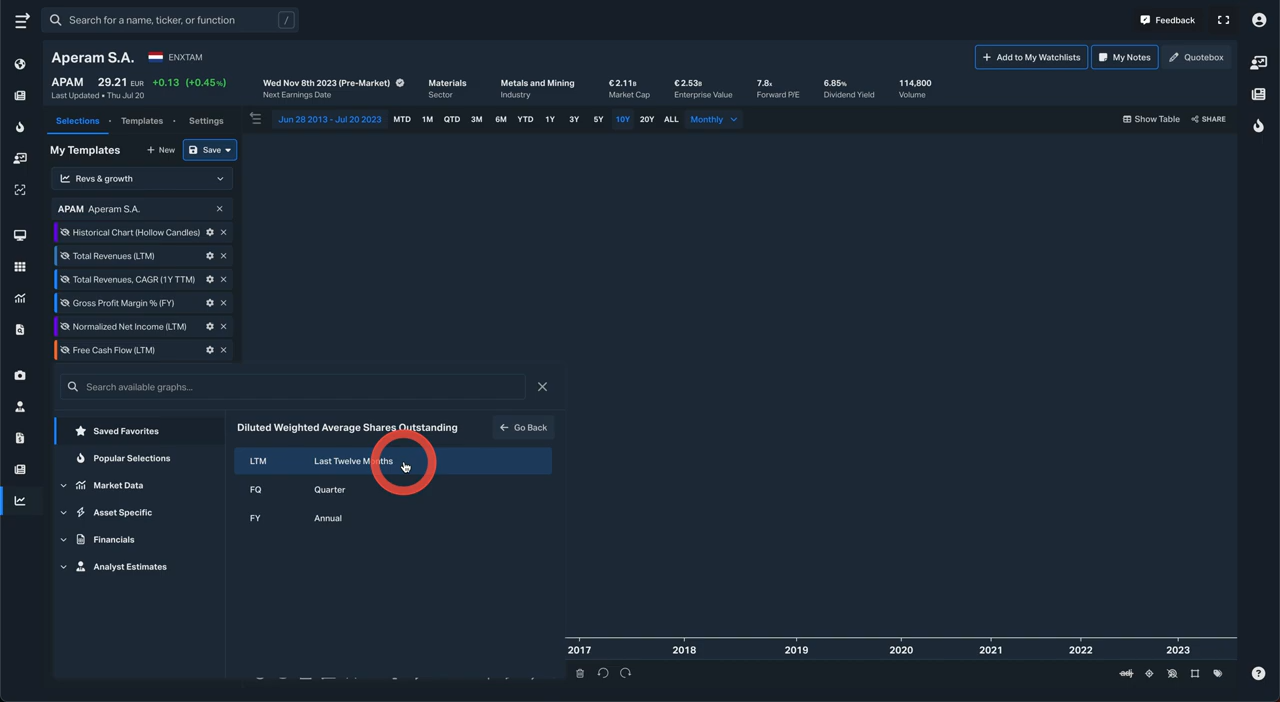 Search for a name, ticker, or function /
Feedback
Aperam S.A. ENXTAM
Add to My Watchlists My Notes Quotebox
APAM 29.21 EUR +0.13 (+0.45%)
Last Updated • Thu Jul 20
Wed Nov 8th 2023 (Pre-Market)
Next Earnings Date
Materials
Sector
Metals and Mining
Industry
€2.11B
Market Cap
€2.53B
Enterprise Value
7.8x
Forward P/E
6.85%
Dividend Yield
114,800
Volume
Selections • Templates • Settings
Jun 28 2013 - Jul 20 2023 MTD 1M QTD 3M 6M YTD 1Y 3Y 5Y 10Y 20Y ALL Monthly
Show Table SHARE
My Templates + New Save
Revs & growth
APAM Aperam S.A.
Historical Chart (Hollow Candles)
Total Revenues (LTM)
Total Revenues, CAGR (1Y TTM)
Gross Profit Margin % (FY)
Normalized Net Income (LTM)
Free Cash Flow (LTM)
Search available graphs...
Saved Favorites
Popular Selections
Market Data
Asset Specific
Financials
Analyst Estimates
Diluted Weighted Average Shares Outstanding Go Back
LTM Last Twelve Months
FQ Quarter
FY Annual
2017 2018 2019 2020 2021 2022 2023
adj
?